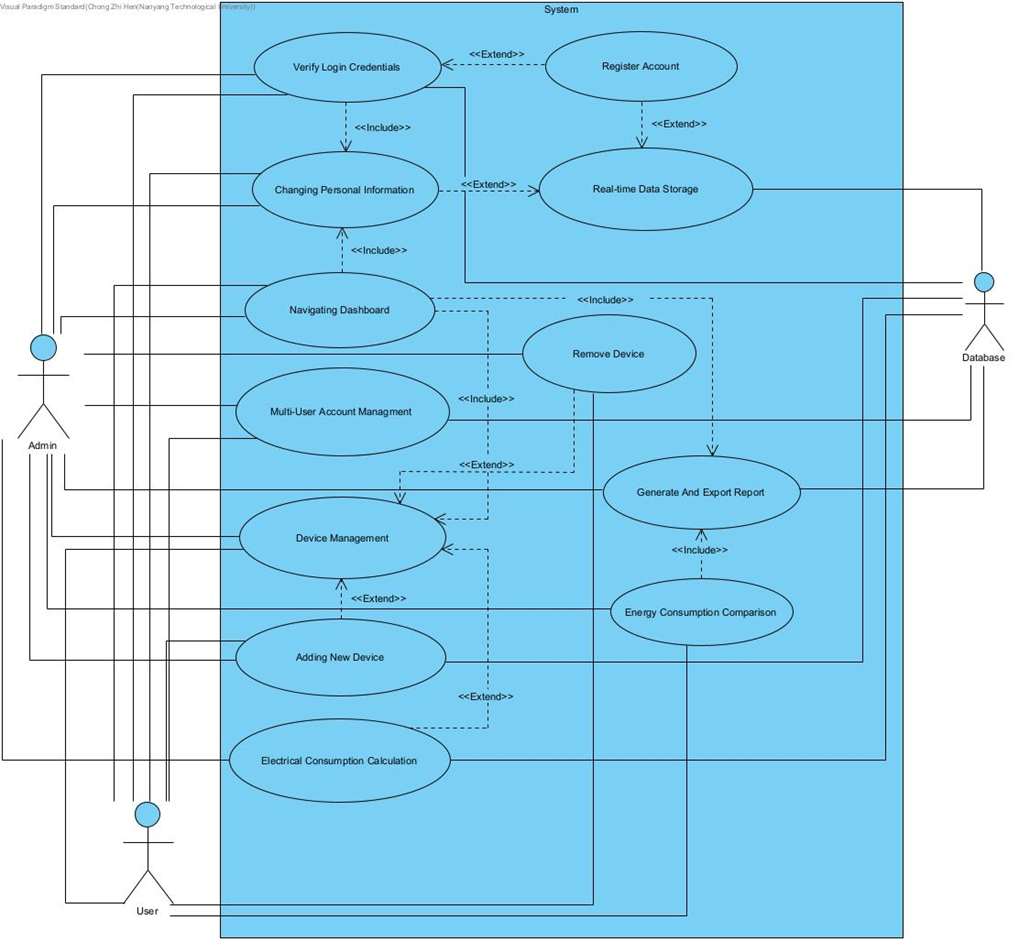 Visual Paradigm Standard(Chong Zhi Hen(Nanyang Technological University))
System
Verify Login Credentials
<<Extend>>
Register Account
<<Include>>
<<Extend>>
Changing Personal Information
<<Extend>>
Real-time Data Storage
<<Include>>
Navigating Dashboard
<<Include>>
Remove Device
Database
Multi-User Account Managment
<<Include>>
Admin
<<Extend>>
Generate And Export Report
Device Management
<<Include>>
<<Extend>>
Energy Consumption Comparison
Adding New Device
<<Extend>>
Electrical Consumption Calculation
User